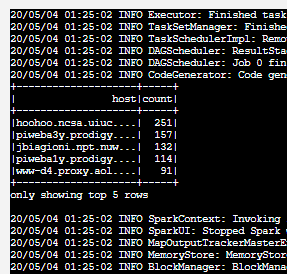 20/05/04 01:25:02 INFO Executor: Finished task
20/05/04 01:25:02 INFO TaskSetManager: Finishe
20/05/04 01:25:02 INFO TaskSchedulerImpl: Remo
20/05/04 01:25:02 INFO DAGScheduler: ResultSta
20/05/04 01:25:02 INFO DAGScheduler: Job 0 fin
20/05/04 01:25:02 INFO CodeGenerator: Code gen
+--------------------+-----+
|                host|count|
+--------------------+-----+
|hoohoo.ncsa.uiuc....|  251|
|piweba3y.prodigy....|  157|
|jbiagioni.npt.nuw...|  132|
|piweba1y.prodigy....|  114|
|www-d4.proxy.aol....|   91|
+--------------------+-----+
only showing top 5 rows
20/05/04 01:25:02 INFO SparkContext: Invoking
20/05/04 01:25:02 INFO SparkUI: Stopped Spark
20/05/04 01:25:02 INFO MapOutputTrackerMasterE
20/05/04 01:25:02 INFO MemoryStore: MemoryStor
20/05/04 01:25:02 INFO BlockManager: BlockMana